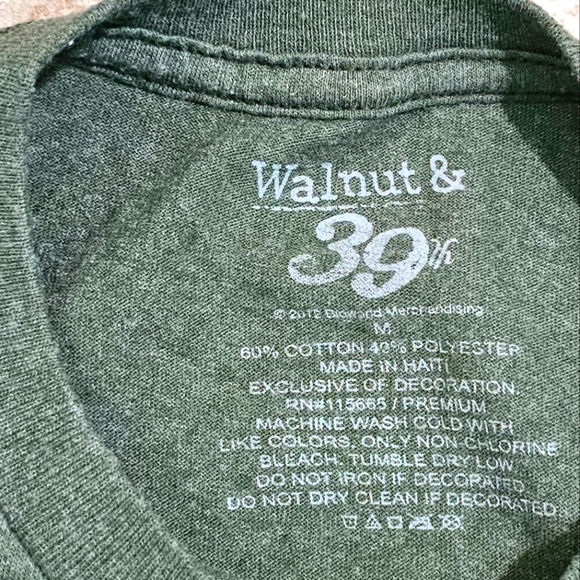 Walnut &
39th
© 2012 Bioworld Merchandising
M
60% COTTON 40% POLYESTER
MADE IN HAITI
EXCLUSIVE OF DECORATION.
RN#115665 / PREMIUM
MACHINE WASH COLD WITH
LIKE COLORS. ONLY NON-CHLORINE
BLEACH. TUMBLE DRY LOW.
DO NOT IRON IF DECORATED.
DO NOT DRY CLEAN IF DECORATED.